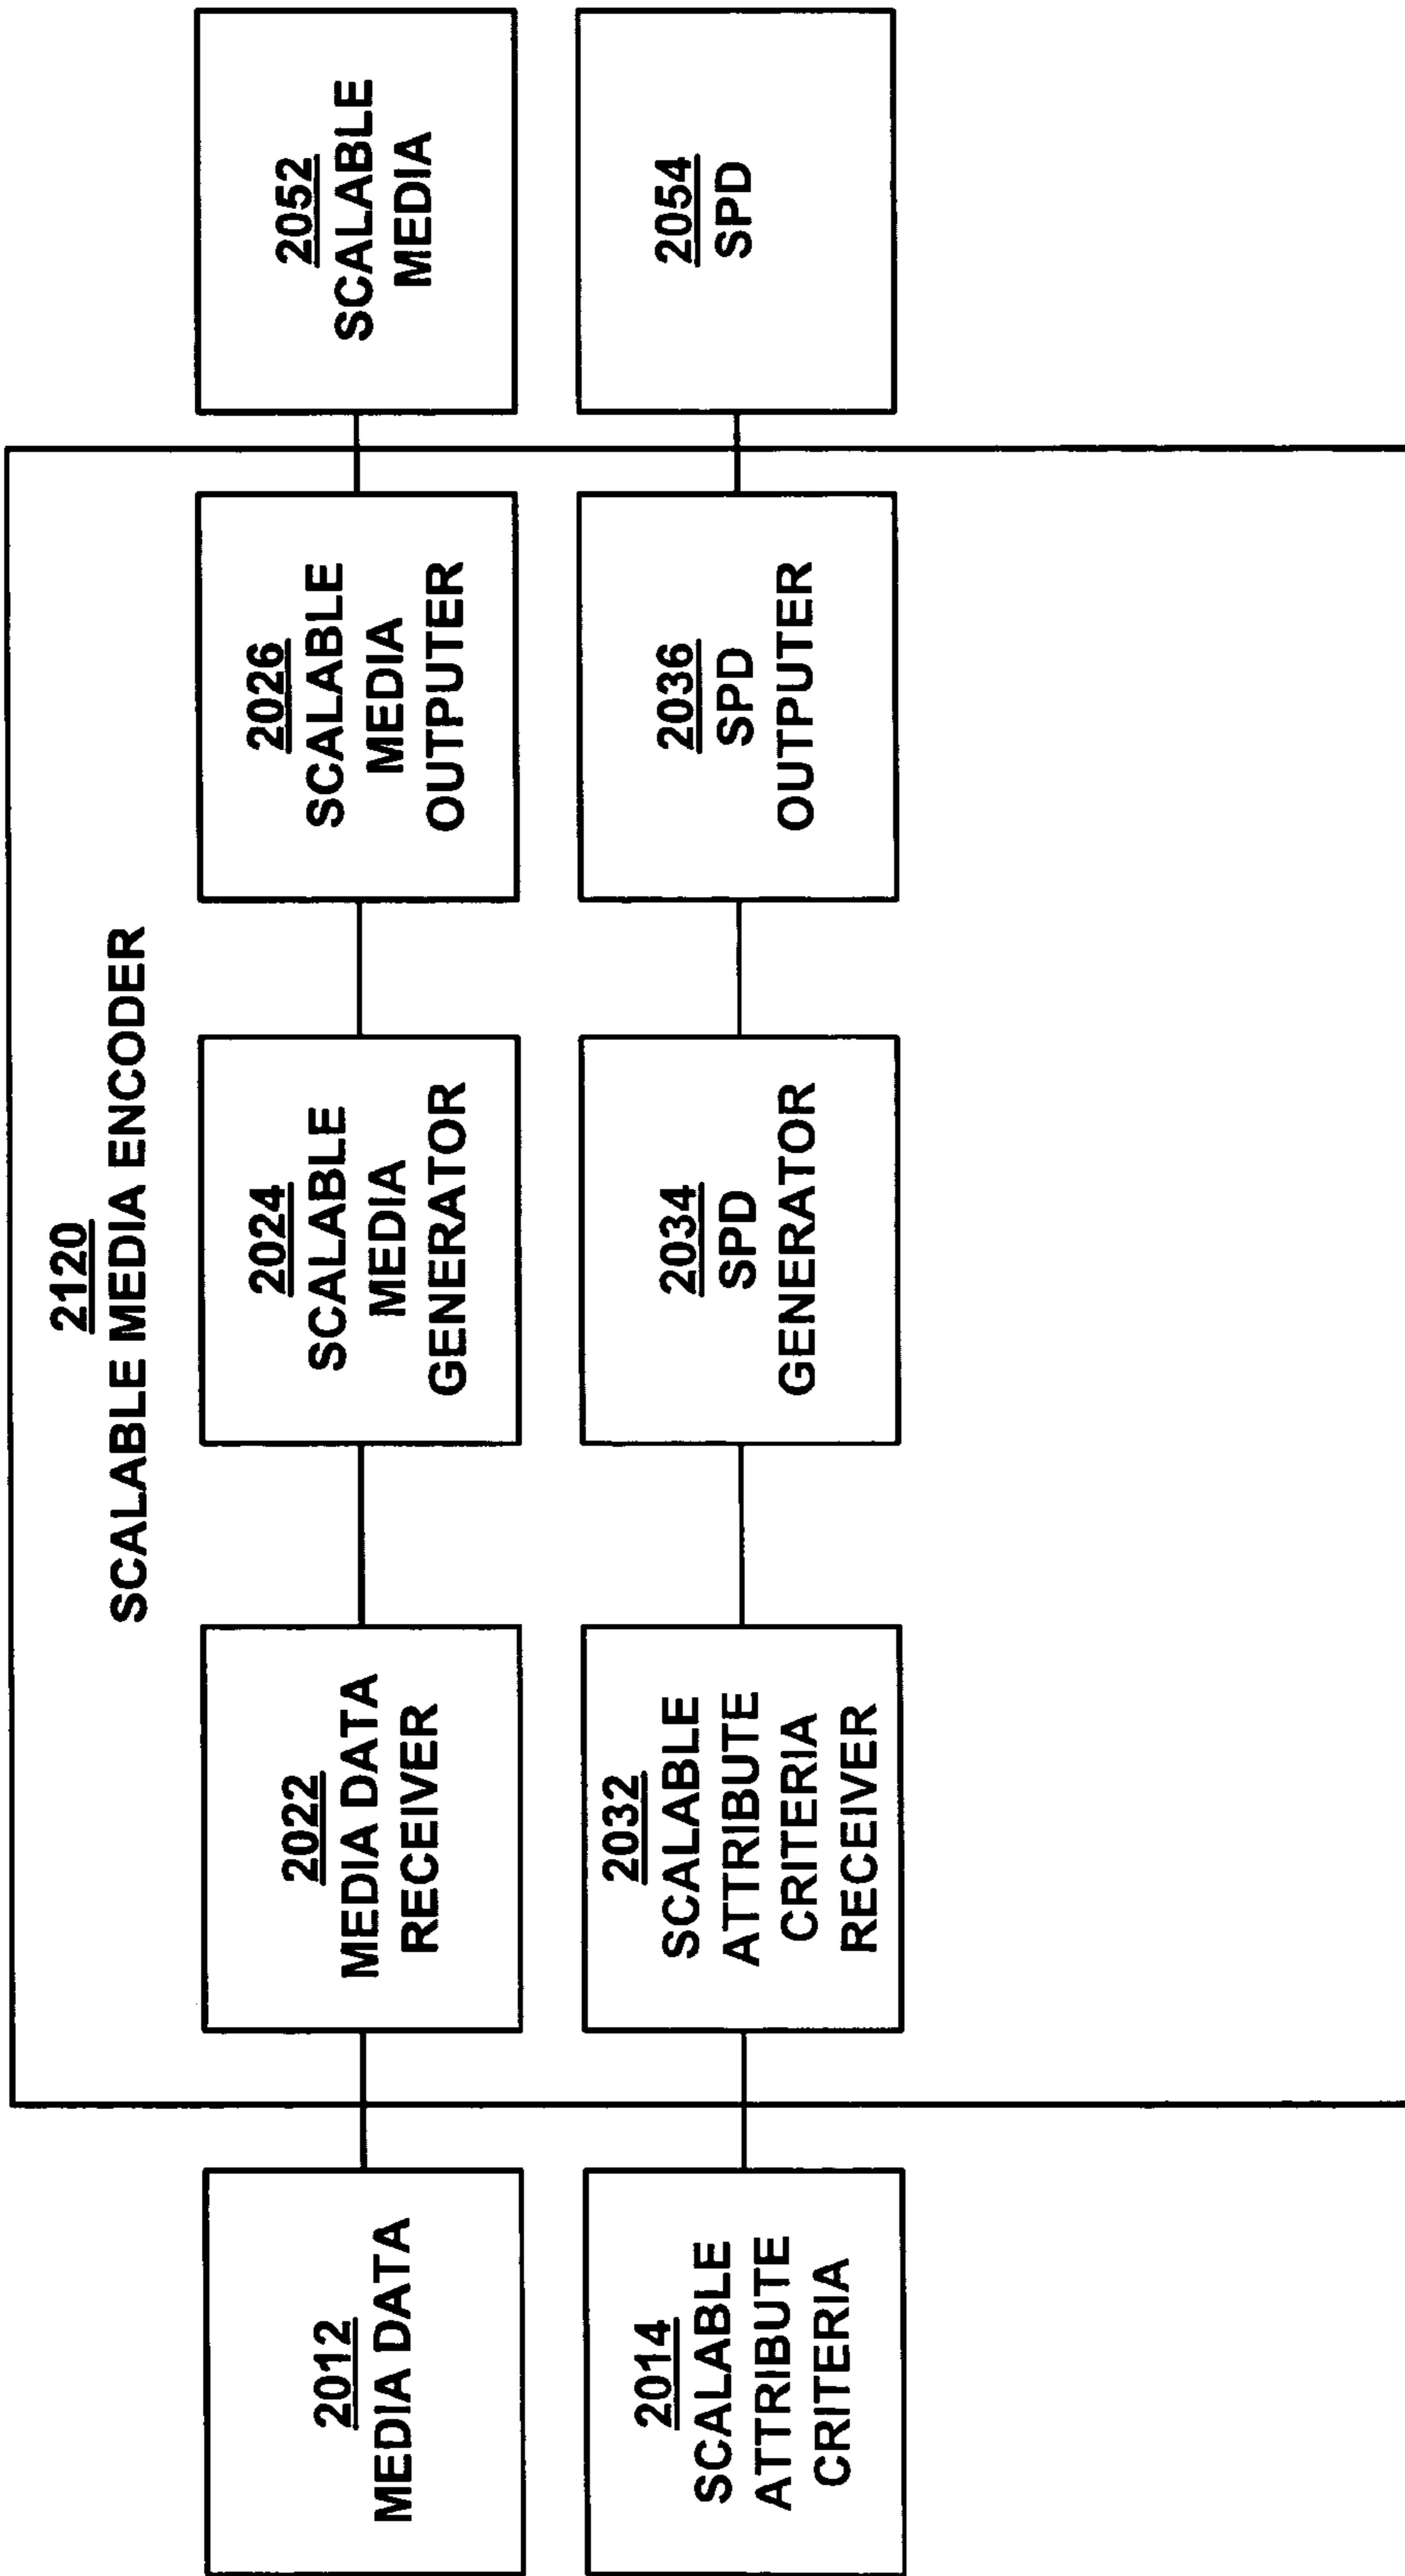 2120
SCALABLE MEDIA ENCODER
2012
MEDIA DATA
2022
MEDIA DATA
RECEIVER
2024
SCALABLE
MEDIA
GENERATOR
2026
SCALABLE
MEDIA
OUTPUTER
2052
SCALABLE
MEDIA
2014
SCALABLE
ATTRIBUTE
CRITERIA
2032
SCALABLE
ATTRIBUTE
CRITERIA
RECEIVER
2034
SPD
GENERATOR
2036
SPD
OUTPUTER
2054
SPD